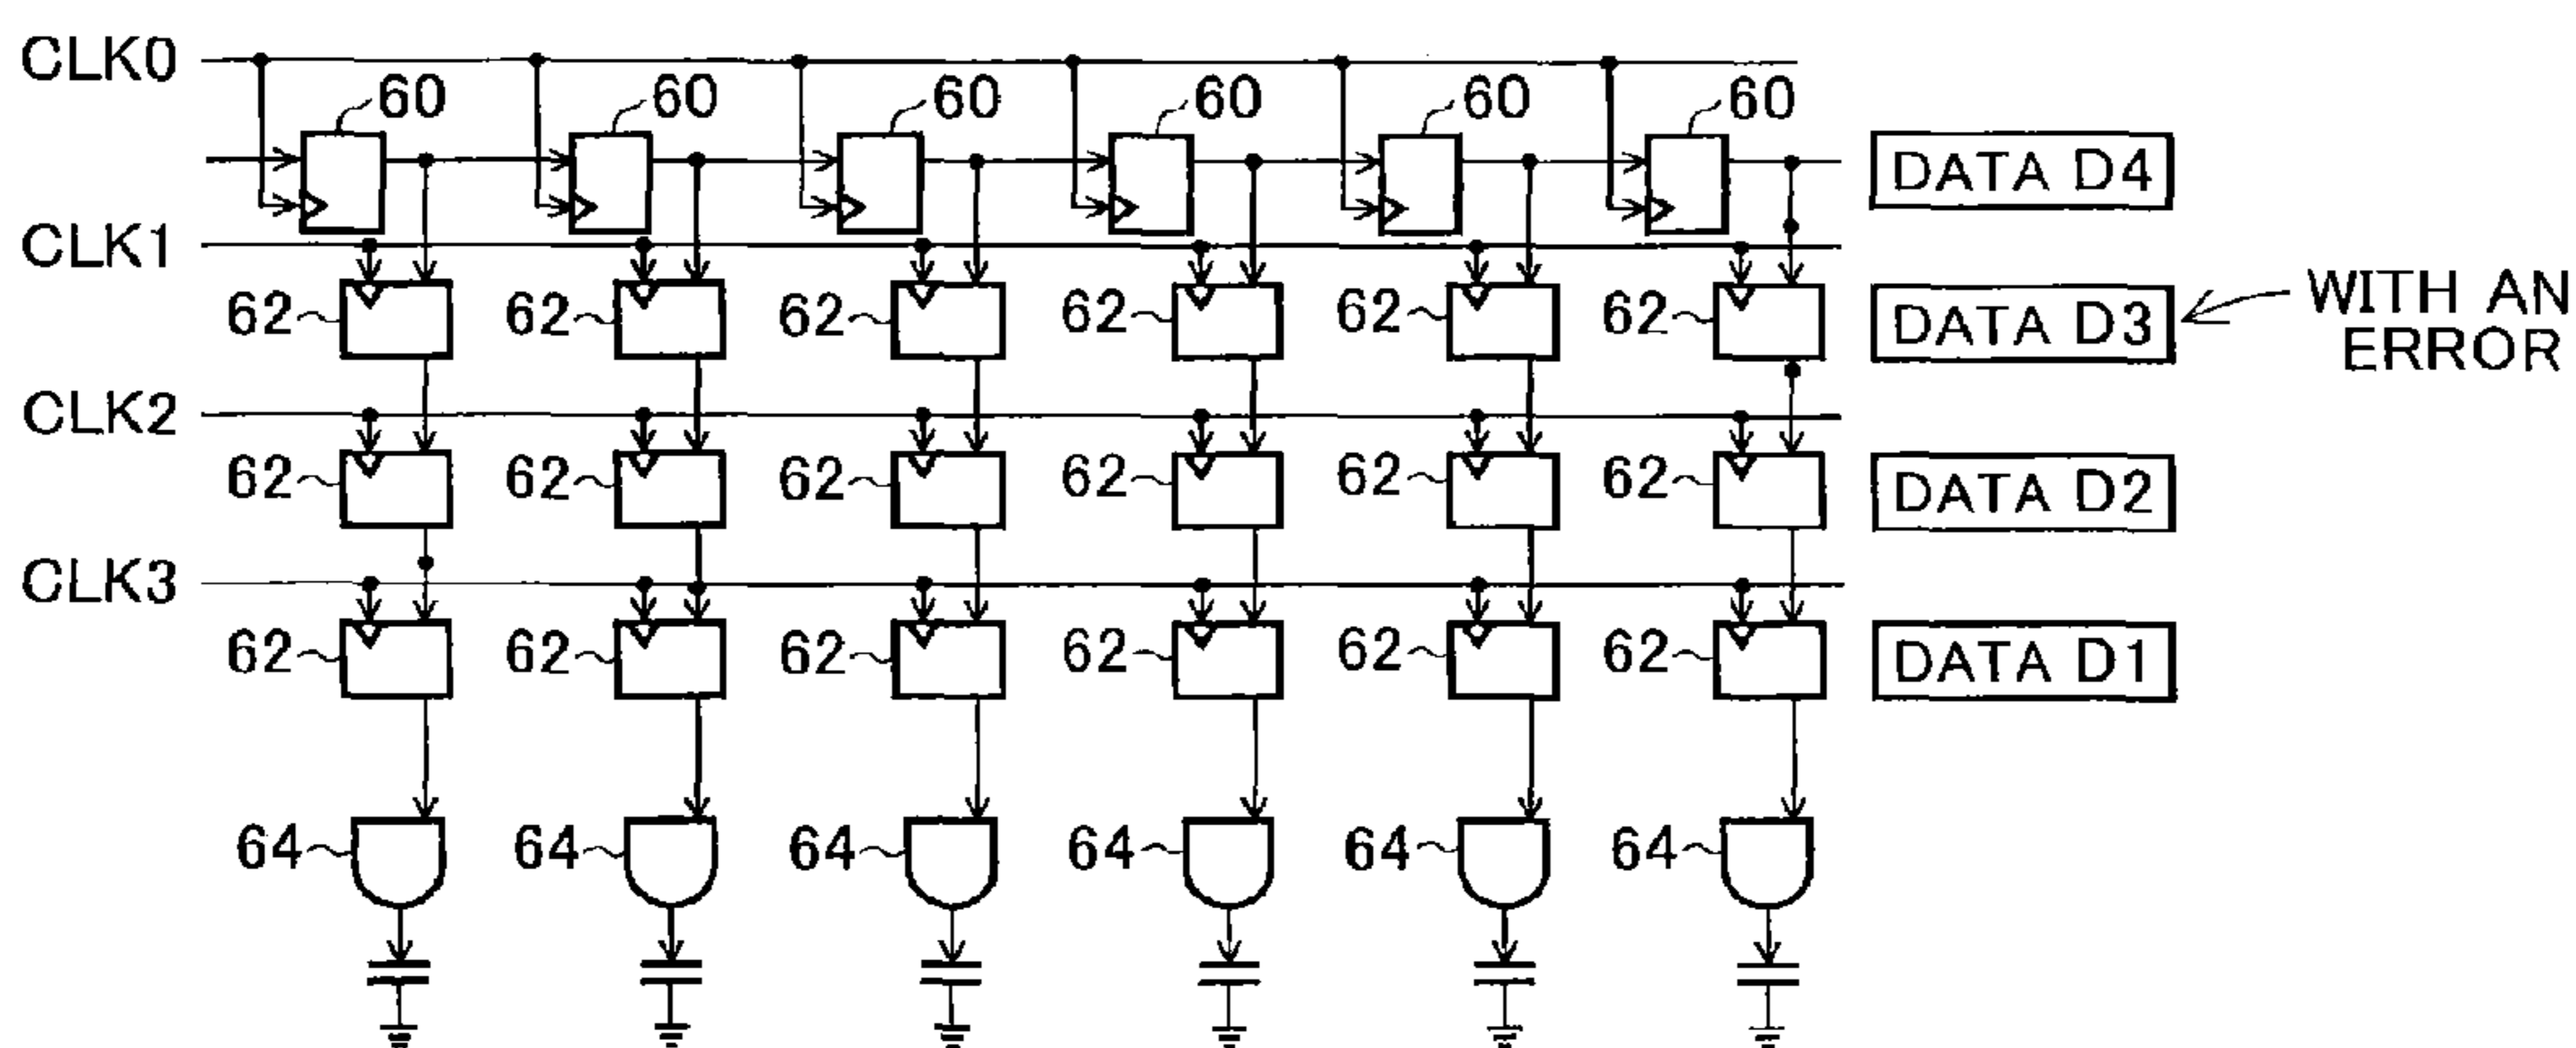 CLK0
60 60 60 60 60 60
DATA D4
CLK1
62 62 62 62 62 62
DATA D3
WITH AN
ERROR
CLK2
62 62 62 62 62 62
DATA D2
CLK3
62 62 62 62 62 62
DATA D1
64 64 64 64 64 64